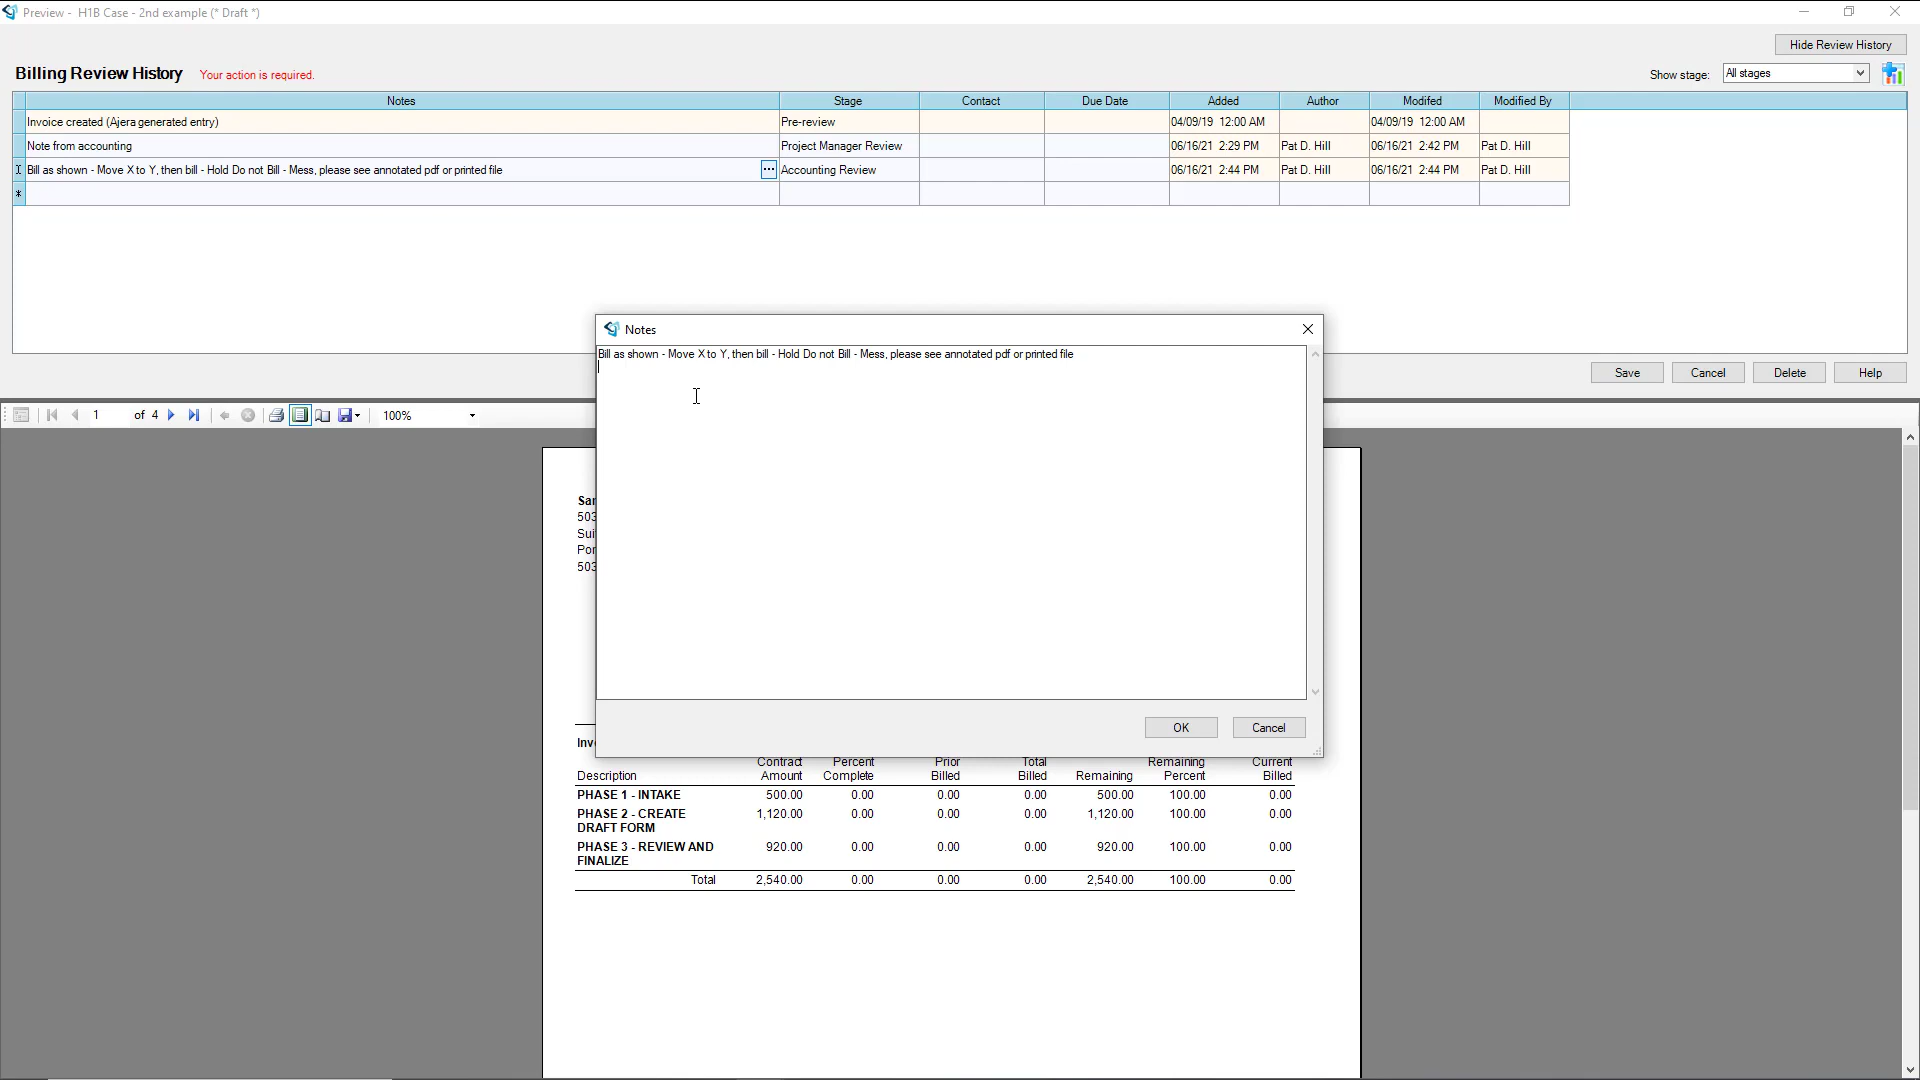 Preview - H1B Case - 2nd example (* Draft *)
Hide Review History
Billing Review History Your action is required.
Show stage: All stages
Notes Stage Contact Due Date Added Author Modifed Modified By
Invoice created (Ajera generated entry) Pre-review 04/09/19 12:00 AM 04/09/19 12:00 AM
Note from accounting Project Manager Review 06/16/21 2:29 PM Pat D. Hill 06/16/21 2:42 PM Pat D. Hill
Bill as shown - Move X to Y, then bill - Hold Do not Bill - Mess, please see annotated pdf or printed file ... Accounting Review 06/16/21 2:44 PM Pat D. Hill 06/16/21 2:44 PM Pat D. Hill
*
Notes
Bill as shown - Move X to Y, then bill - Hold Do not Bill - Mess, please see annotated pdf or printed file
Save Cancel Delete Help
1 of 4 100%
503
503
OK Cancel
Contract Percent Prior Total Remaining Current
Description Amount Complete Billed Billed Remaining Percent Billed
PHASE 1 - INTAKE 500.00 0.00 0.00 0.00 500.00 100.00 0.00
PHASE 2 - CREATE 1,120.00 0.00 0.00 0.00 1,120.00 100.00 0.00
DRAFT FORM
PHASE 3 - REVIEW AND 920.00 0.00 0.00 0.00 920.00 100.00 0.00
FINALIZE
Total 2,540.00 0.00 0.00 0.00 2,540.00 100.00 0.00